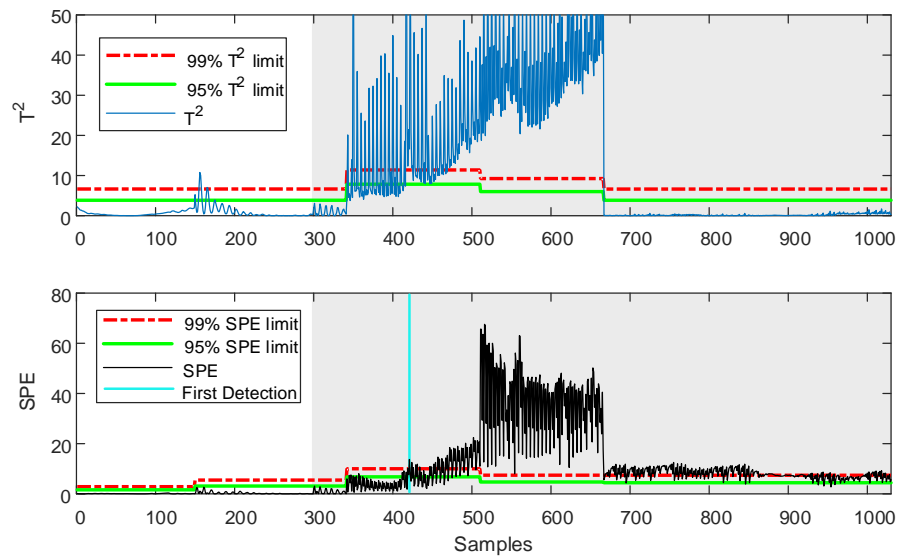 50
40
30
20
10
0
T²
99% T² limit
95% T² limit
T²
0 100 200 300 400 500 600 700 800 900 1000
80
60
40
20
0
SPE
99% SPE limit
95% SPE limit
SPE
First Detection
0 100 200 300 400 500 600 700 800 900 1000
Samples